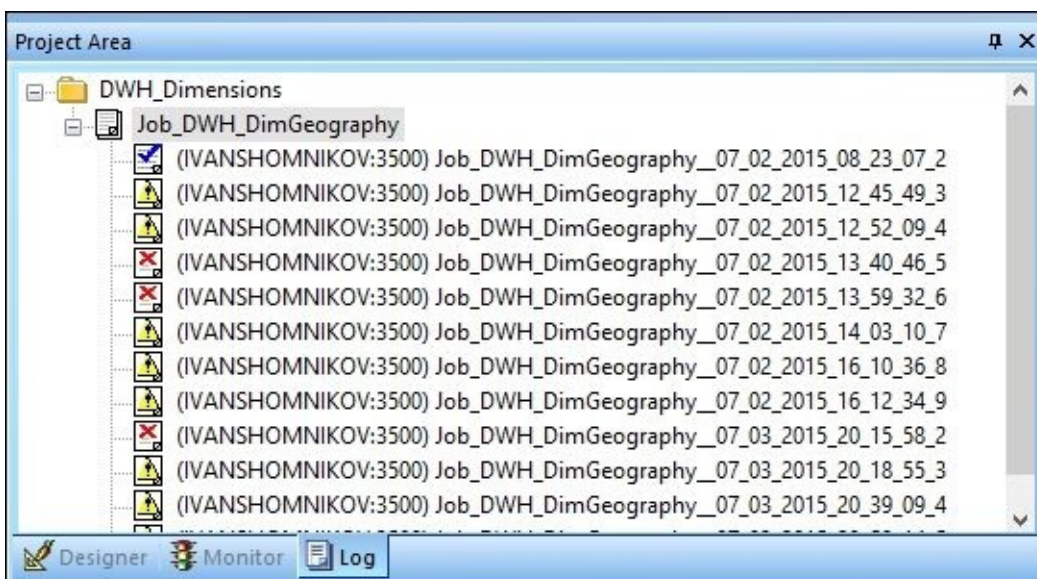 Project Area
DWH_Dimensions
Job_DWH_DimGeography
(IVANSHOMNIKOV:3500) Job_DWH_DimGeography__07_02_2015_08_23_07_2
(IVANSHOMNIKOV:3500) Job_DWH_DimGeography__07_02_2015_12_45_49_3
(IVANSHOMNIKOV:3500) Job_DWH_DimGeography__07_02_2015_12_52_09_4
(IVANSHOMNIKOV:3500) Job_DWH_DimGeography__07_02_2015_13_40_46_5
(IVANSHOMNIKOV:3500) Job_DWH_DimGeography__07_02_2015_13_59_32_6
(IVANSHOMNIKOV:3500) Job_DWH_DimGeography__07_02_2015_14_03_10_7
(IVANSHOMNIKOV:3500) Job_DWH_DimGeography__07_02_2015_16_10_36_8
(IVANSHOMNIKOV:3500) Job_DWH_DimGeography__07_02_2015_16_12_34_9
(IVANSHOMNIKOV:3500) Job_DWH_DimGeography__07_03_2015_20_15_58_2
(IVANSHOMNIKOV:3500) Job_DWH_DimGeography__07_03_2015_20_18_55_3
(IVANSHOMNIKOV:3500) Job_DWH_DimGeography__07_03_2015_20_39_09_4
Designer Monitor Log